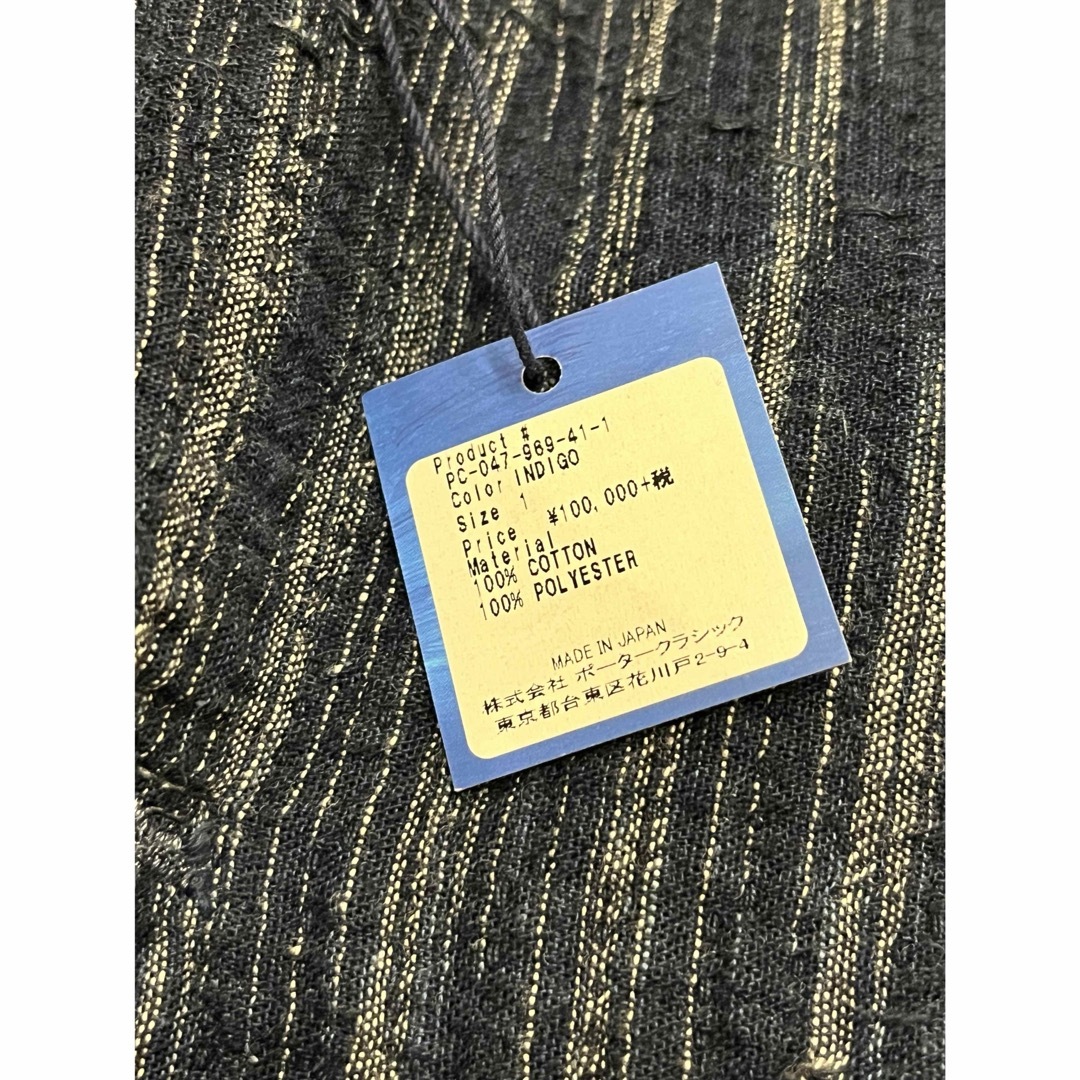 Product #
PC-047-969-41-1
Color INDIGO
Size 1
Price ¥100,000+税
Material
100% COTTON
100% POLYESTER
MADE IN JAPAN
株式会社 ポータークラシック
東京都台東区花川戸2-9-4